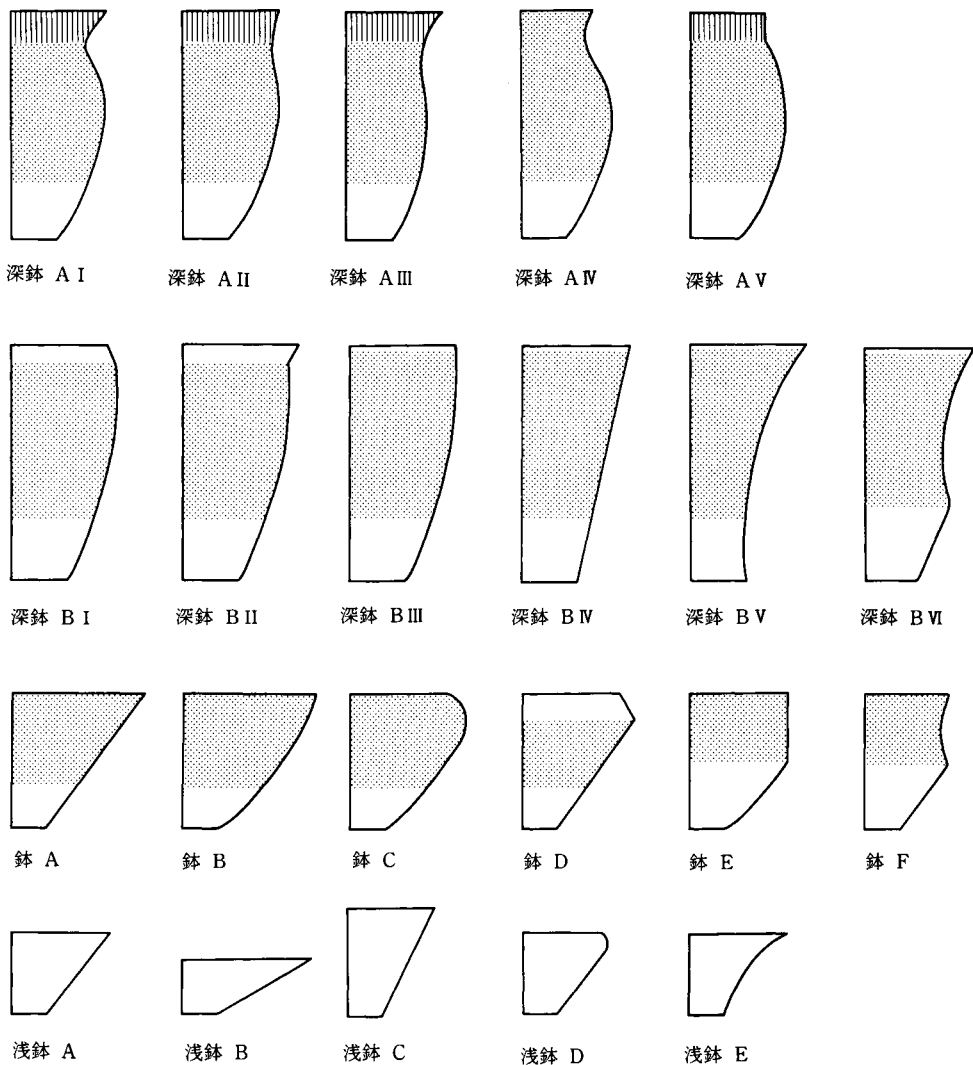 深鉢 AⅠ 深鉢 AⅡ 深鉢 AⅢ 深鉢 AⅣ 深鉢 AⅤ
深鉢 BⅠ 深鉢 BⅡ 深鉢 BⅢ 深鉢 BⅣ 深鉢 BⅤ 深鉢 BⅥ
鉢 A 鉢 B 鉢 C 鉢 D 鉢 E 鉢 F
浅鉢 A 浅鉢 B 浅鉢 C 浅鉢 D 浅鉢 E